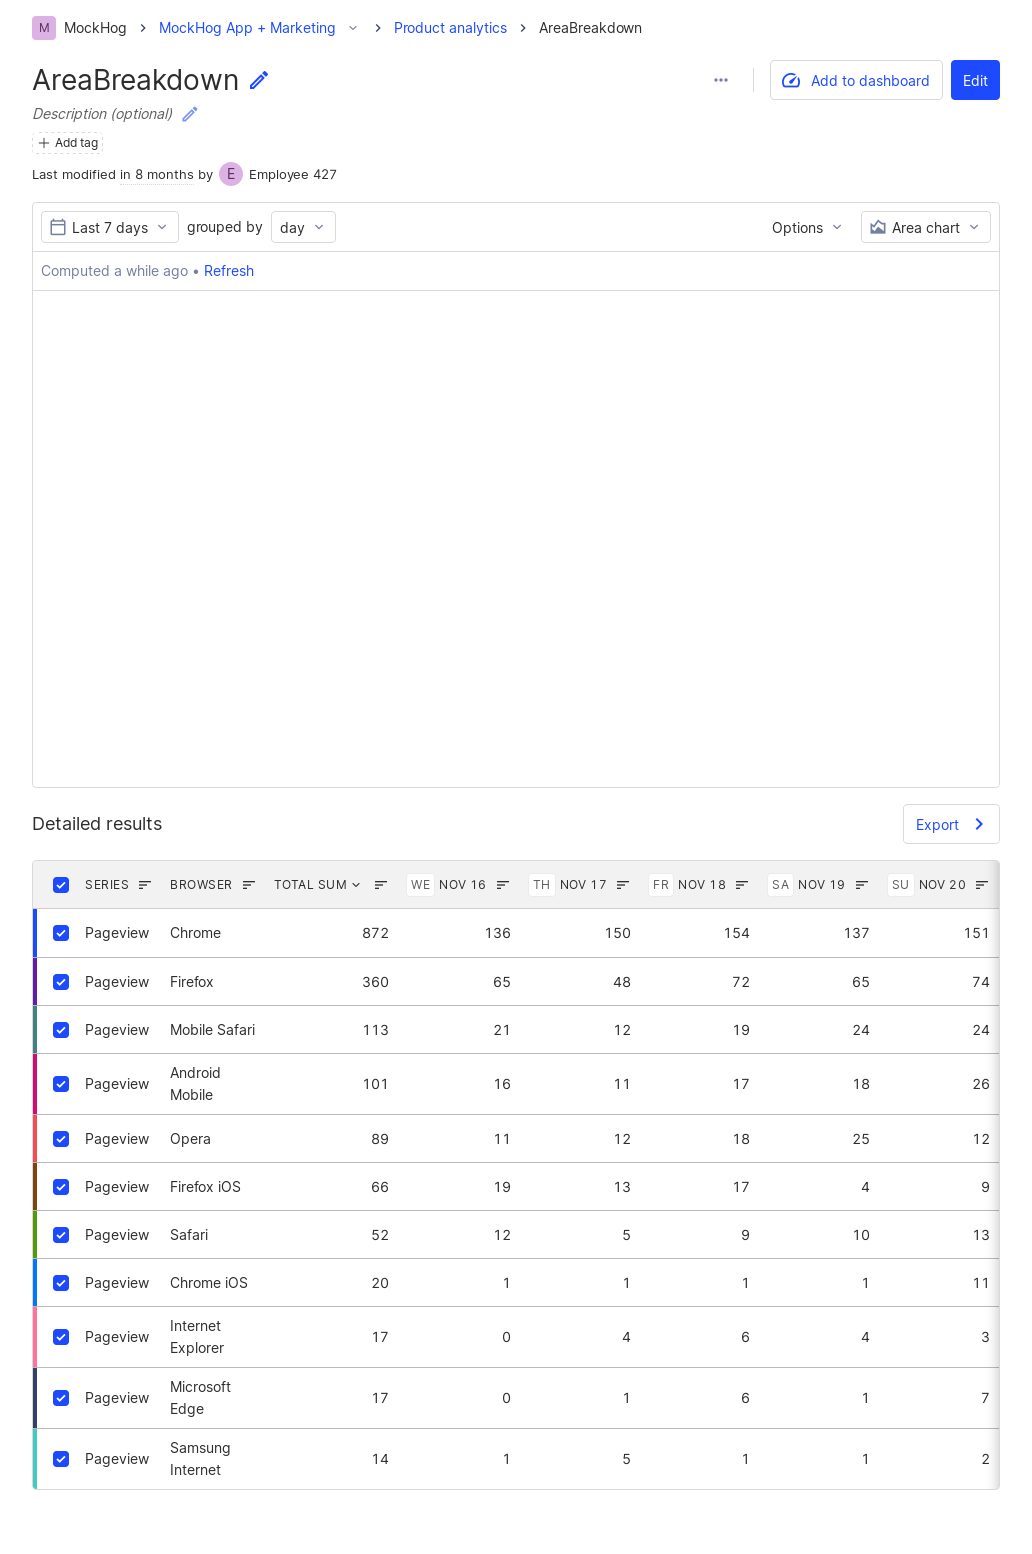 M MockHog MockHog App + Marketing Product analytics AreaBreakdown
AreaBreakdown Add to dashboard Edit
Description (optional)
Add tag
Last modified in 8 months by E Employee 427
Last 7 days grouped by day Options Area chart
Computed a while ago • Refresh
Detailed results Export
SERIES BROWSER TOTAL SUM WE NOV 16 TH NOV 17 FR NOV 18 SA NOV 19 SU NOV 20
Pageview Chrome 872 136 150 154 137 151
Pageview Firefox 360 65 48 72 65 74
Pageview Mobile Safari 113 21 12 19 24 24
Pageview Android Mobile 101 16 11 17 18 26
Pageview Opera 89 11 12 18 25 12
Pageview Firefox iOS 66 19 13 17 4 9
Pageview Safari 52 12 5 9 10 13
Pageview Chrome iOS 20 1 1 1 1 11
Pageview Internet Explorer 17 0 4 6 4 3
Pageview Microsoft Edge 17 0 1 6 1 7
Pageview Samsung Internet 14 1 5 1 1 2